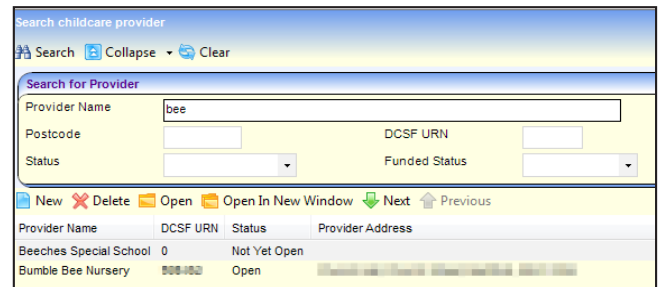 Search childcare provider
Search Collapse Clear
Search for Provider
Provider Name bee
Postcode DCSF URN
Status Funded Status
New Delete Open Open In New Window Next Previous
Provider Name DCSF URN Status Provider Address
Beeches Special School 0 Not Yet Open
Bumble Bee Nursery Open